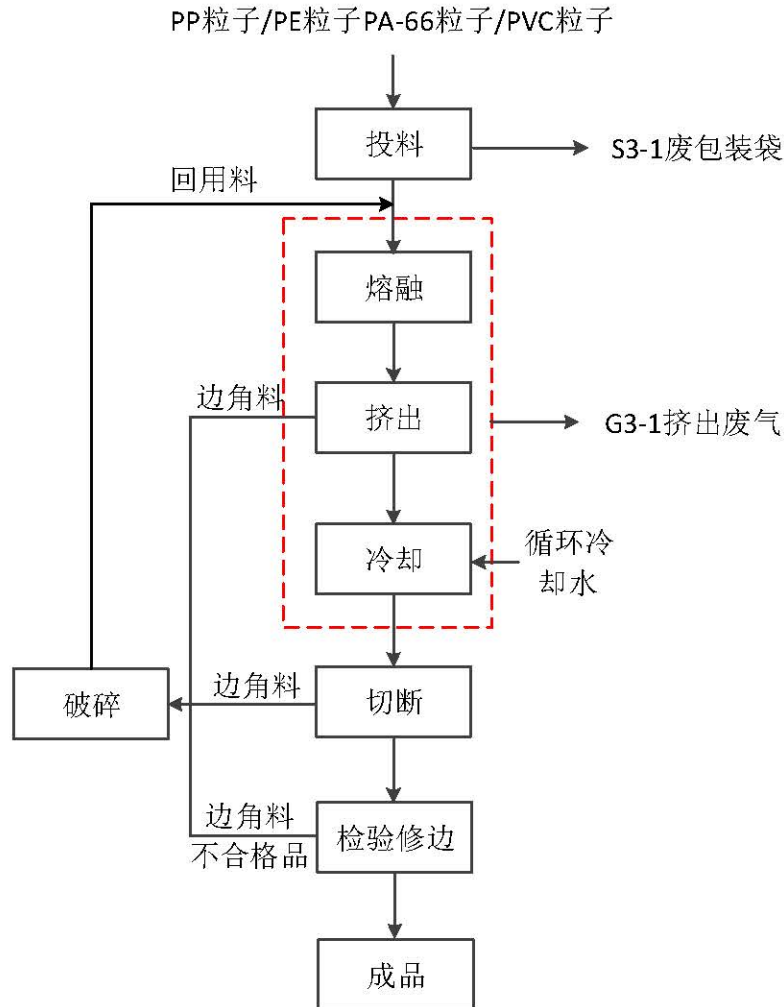 PP粒子/PE粒子PA-66粒子/PVC粒子
投料
S3-1废包装袋
回用料
熔融
边角料
挤出
G3-1挤出废气
冷却
循环冷
却水
破碎
边角料
切断
边角料
不合格品
检验修边
成品